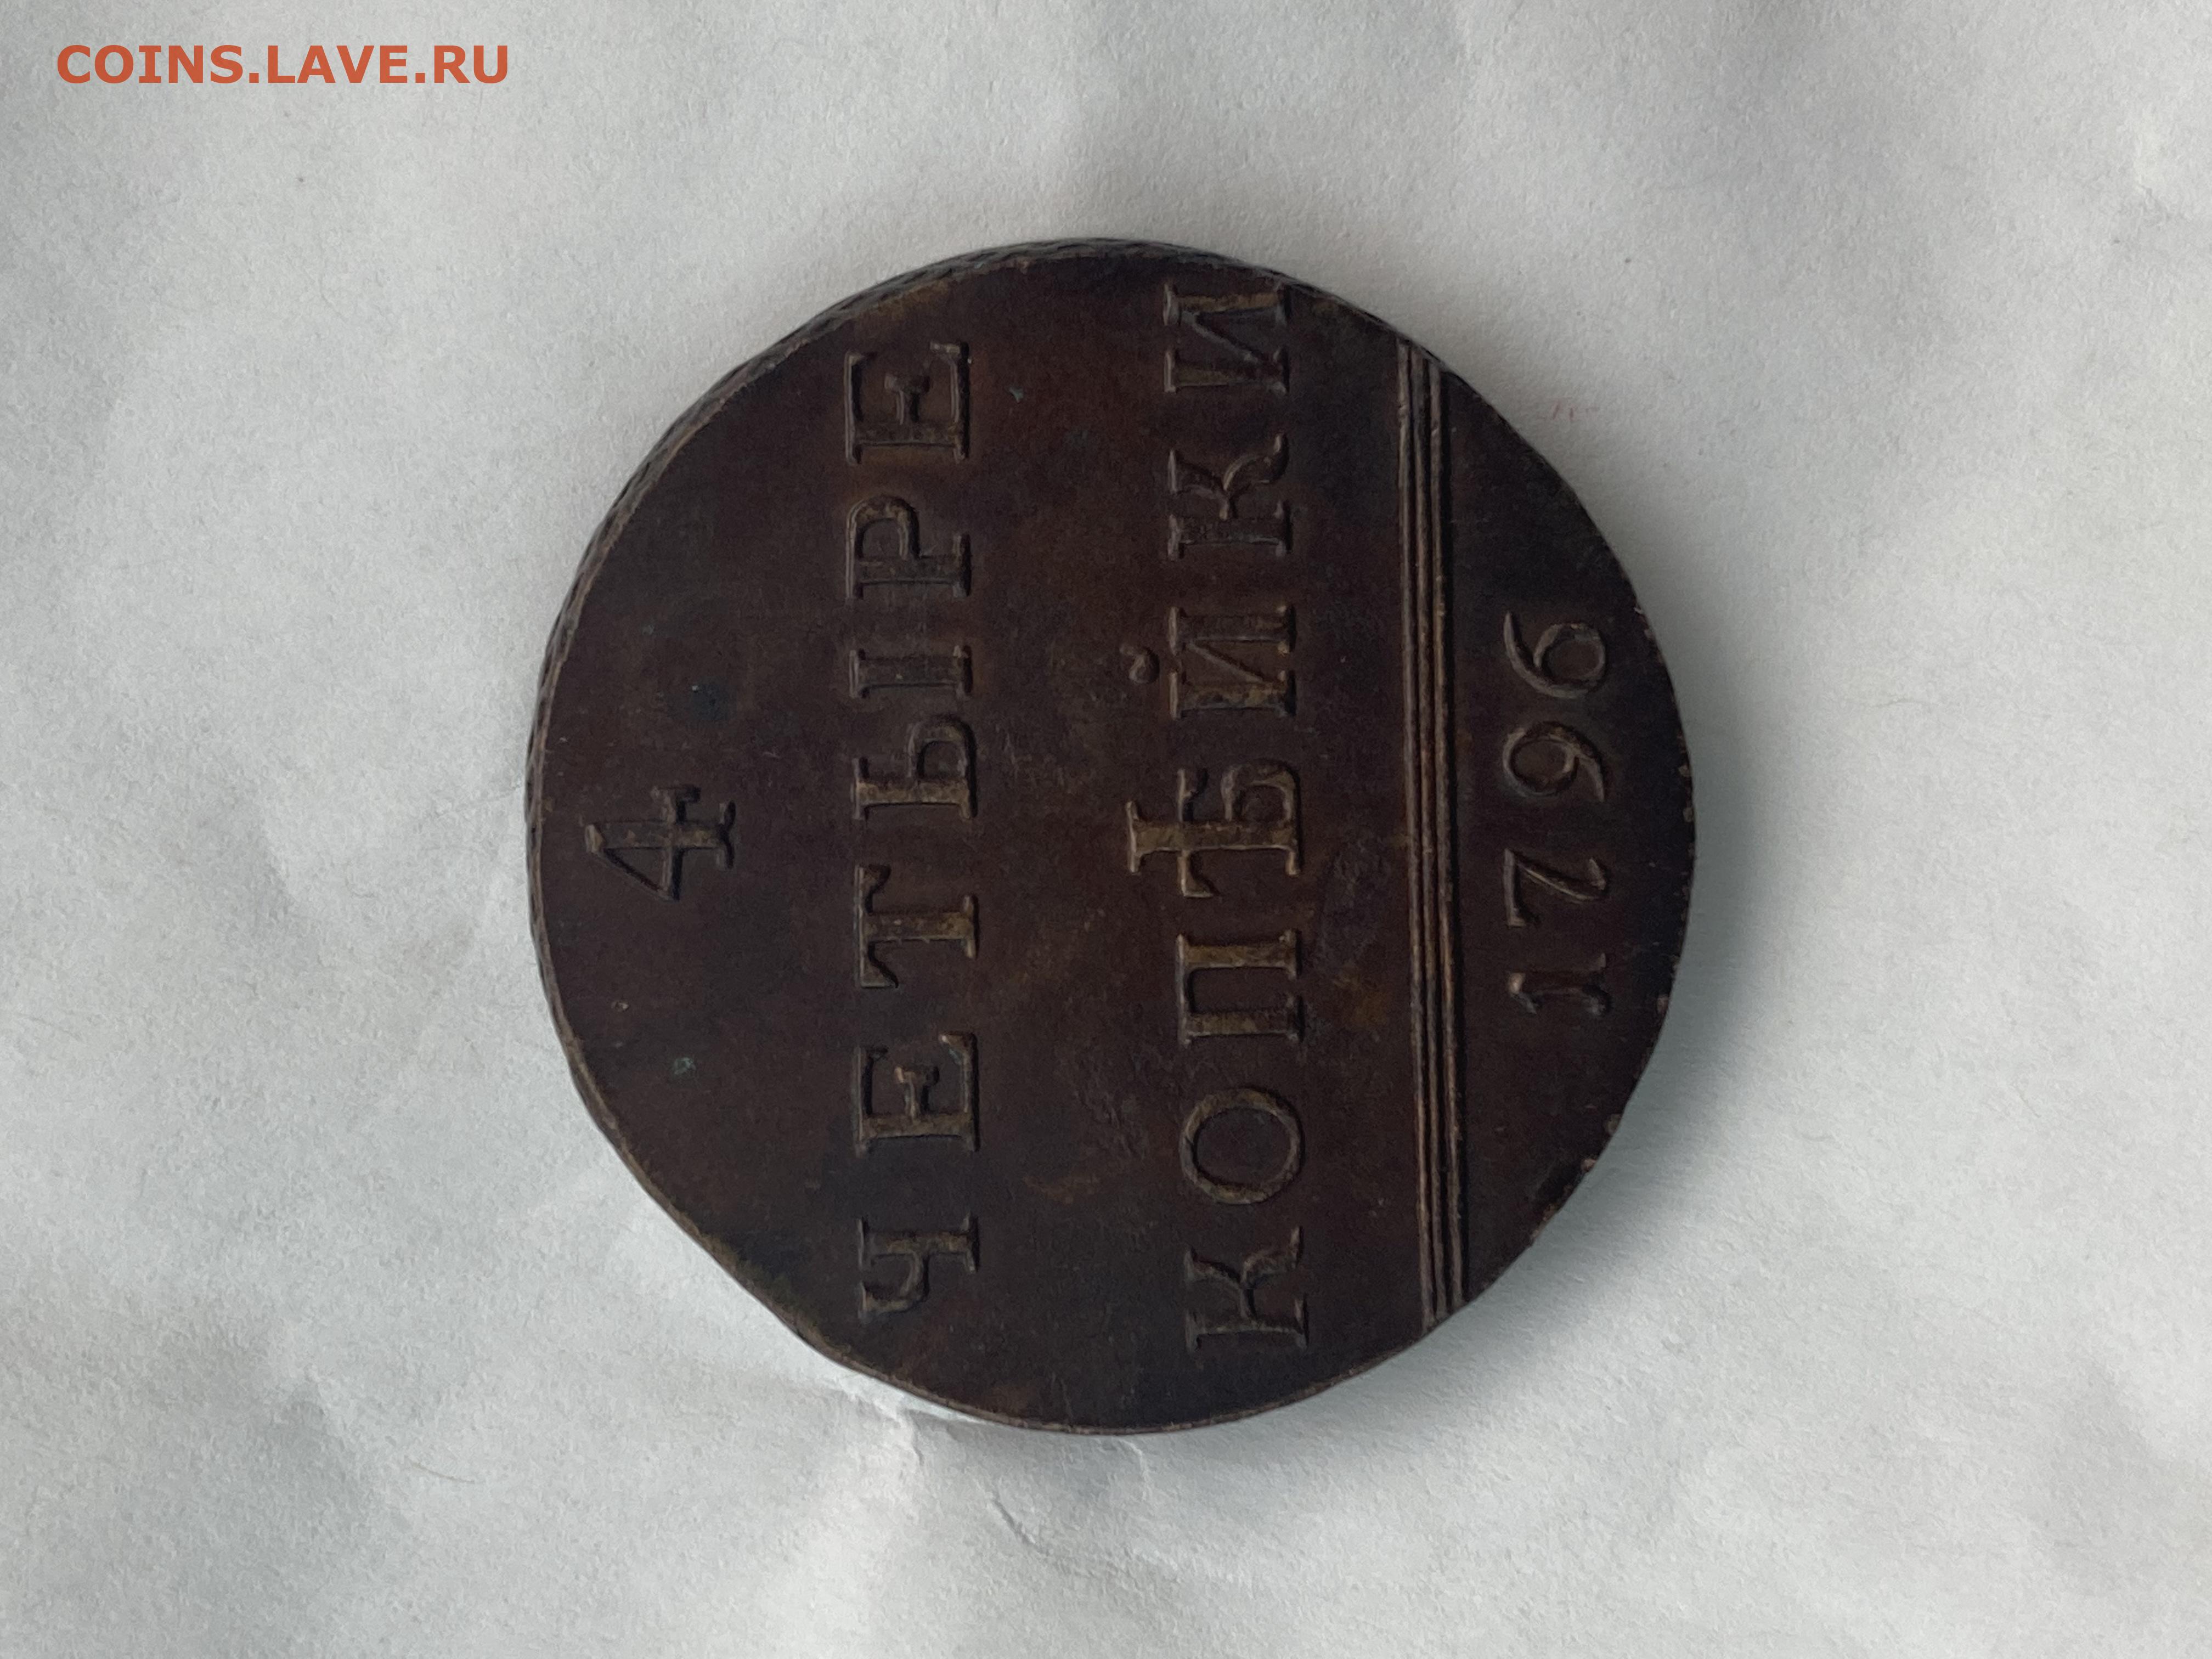 COINS.LAVE.RU
4
ЧЕТЫРЕ
КОПѢЙКИ
1796